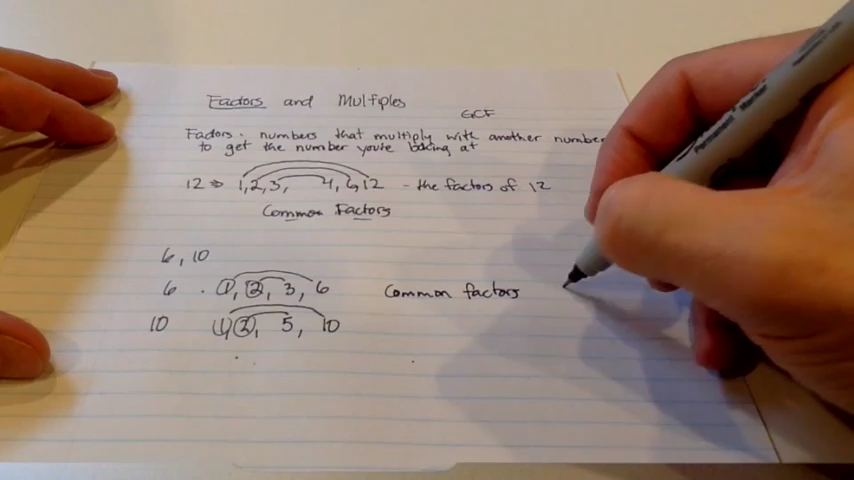 Factors and Multiples
GCF
Factors. numbers that multiply with another number
to get the number you're looking at
12 → 1, 2, 3, 4, 6, 12 - the factors of 12
Common Factors
6, 10
6 . 1, 2, 3, 6 Common factors
10 1, 2, 5, 10
Permanent Marker